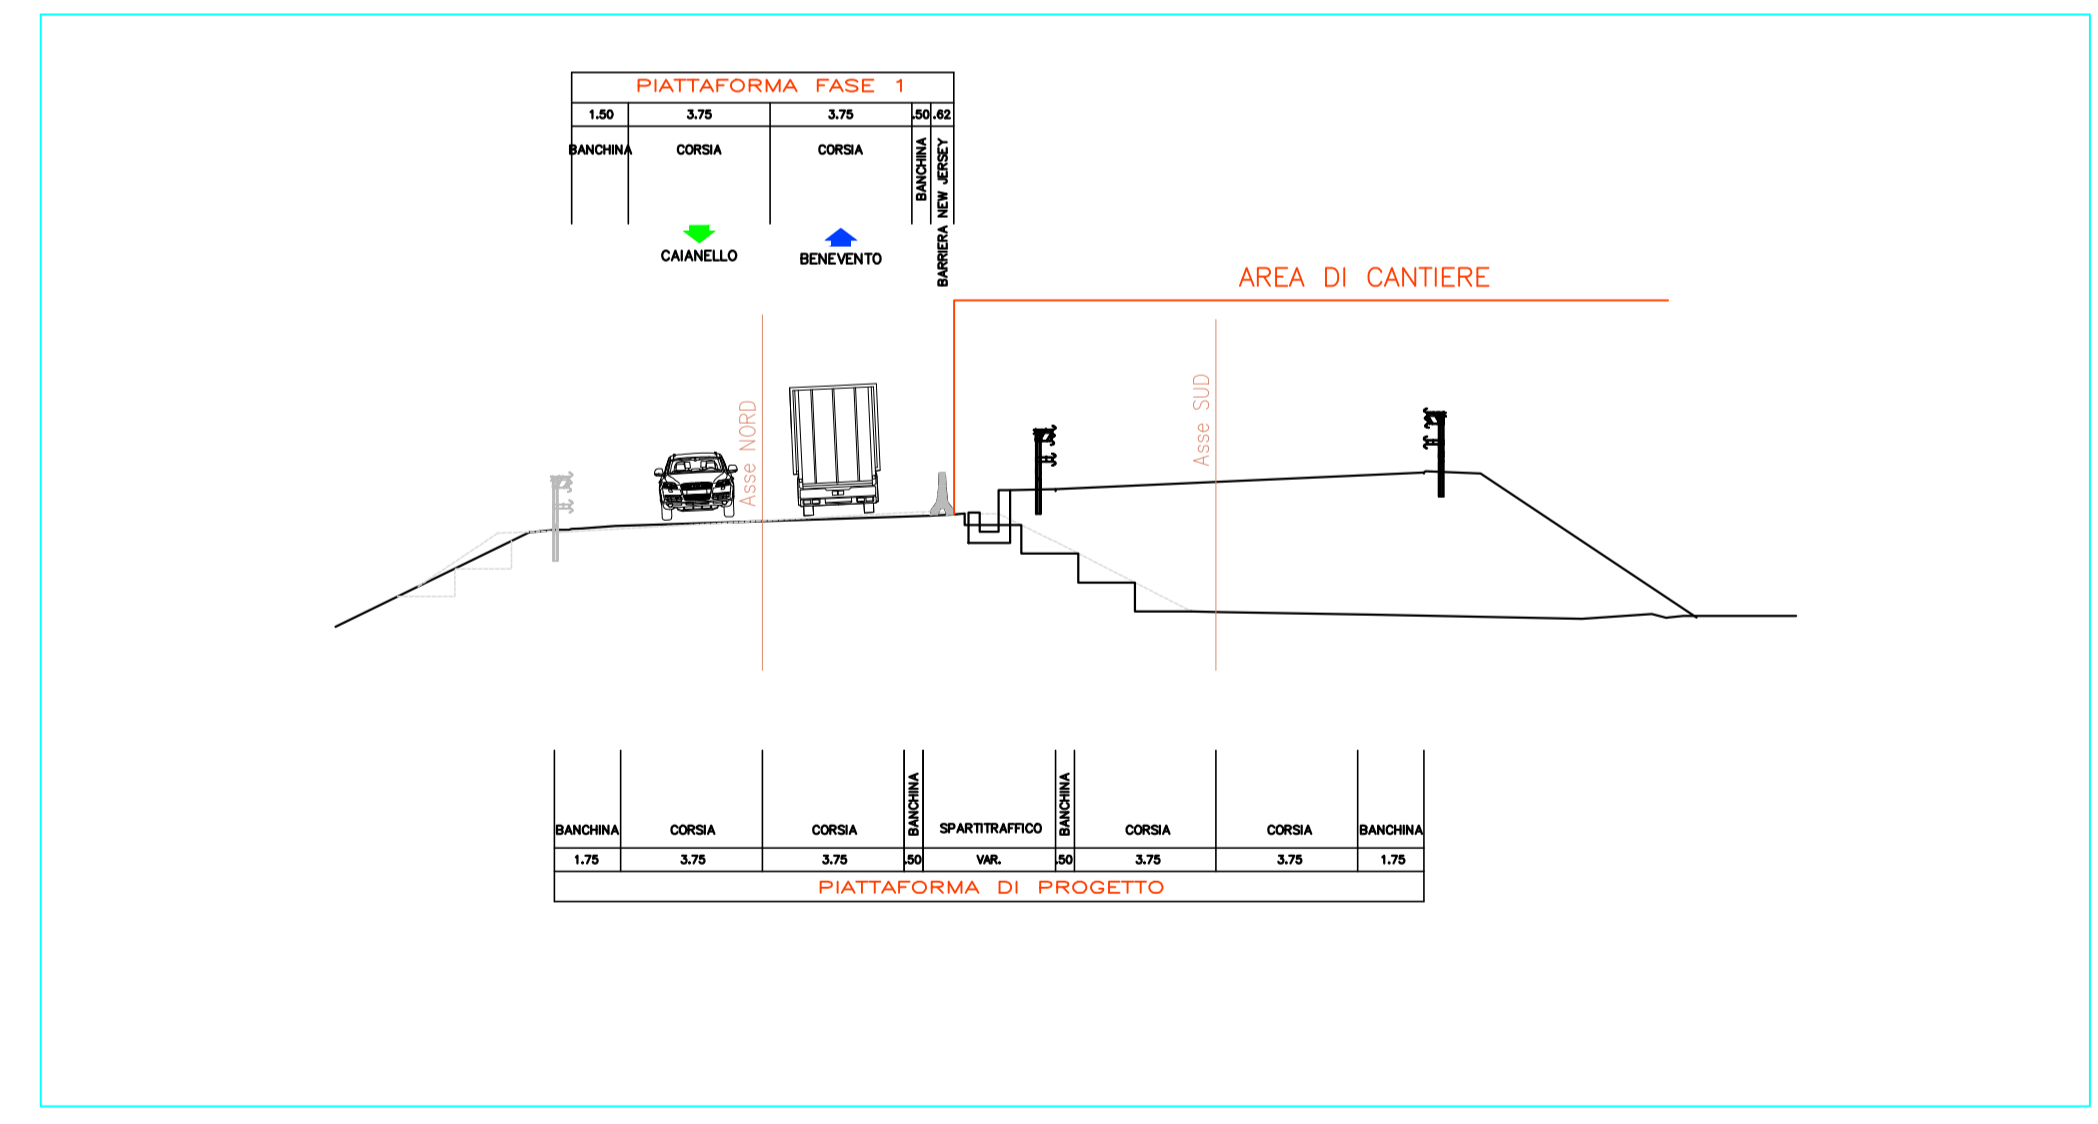 PIATTAFORMA FASE 1
1.50 3.75 3.75 .50 .62
BANCHINA CORSIA CORSIA BANCHINA BARRIERA NEW JERSEY
CAIANELLO BENEVENTO
AREA DI CANTIERE
Asse NORD
Asse SUD
BANCHINA CORSIA CORSIA BANCHINA SPARTITRAFFICO BANCHINA CORSIA CORSIA BANCHINA
1.75 3.75 3.75 .50 VAR. .50 3.75 3.75 1.75
PIATTAFORMA DI PROGETTO